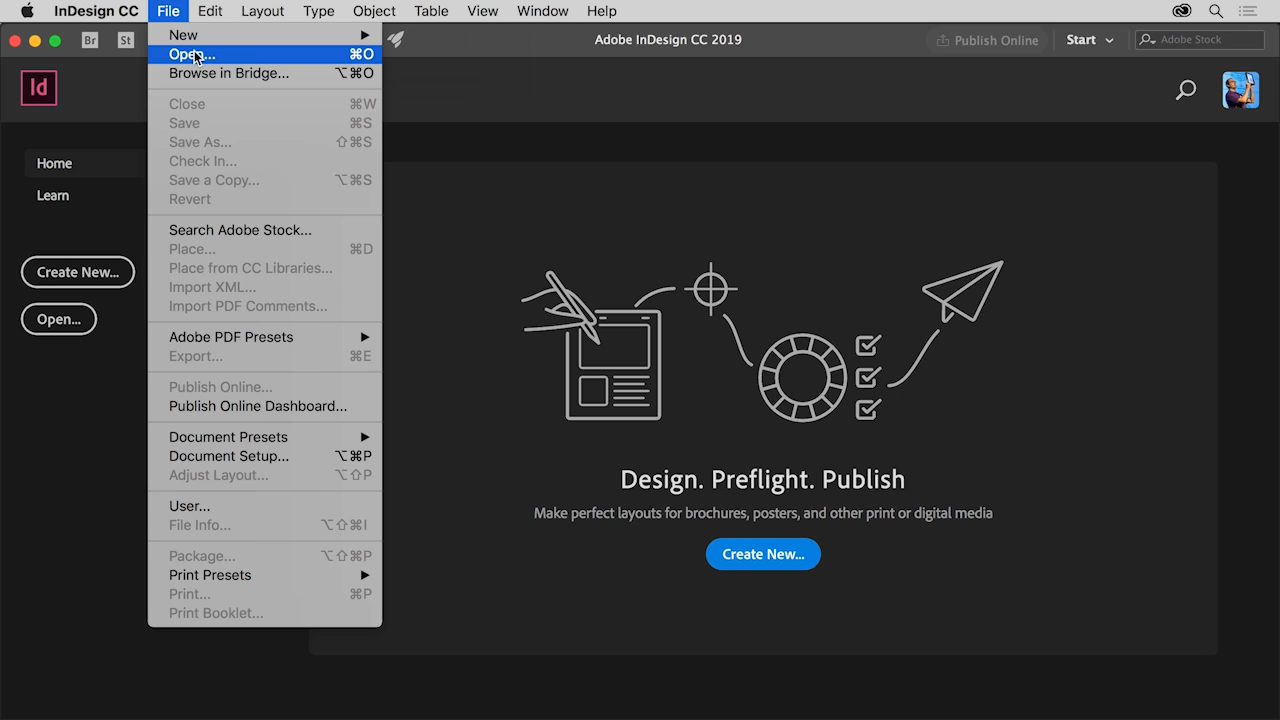 InDesign CC File Edit Layout Type Object Table View Window Help
Br St Adobe InDesign CC 2019 Publish Online Start Adobe Stock
Id
New
Open... ⌘O
Browse in Bridge... ⌥⌘O
Close ⌘W
Save ⌘S
Save As... ⇧⌘S
Check In...
Save a Copy... ⌥⌘S
Revert
Search Adobe Stock...
Place... ⌘D
Place from CC Libraries...
Import XML...
Import PDF Comments...
Adobe PDF Presets
Export... ⌘E
Publish Online...
Publish Online Dashboard...
Document Presets
Document Setup... ⌥⌘P
Adjust Layout... ⌥⇧P
User...
File Info... ⌥⇧⌘I
Package... ⌥⇧⌘P
Print Presets
Print... ⌘P
Print Booklet...
Home
Learn
Create New...
Open...
Design. Preflight. Publish
Make perfect layouts for brochures, posters, and other print or digital media
Create New...